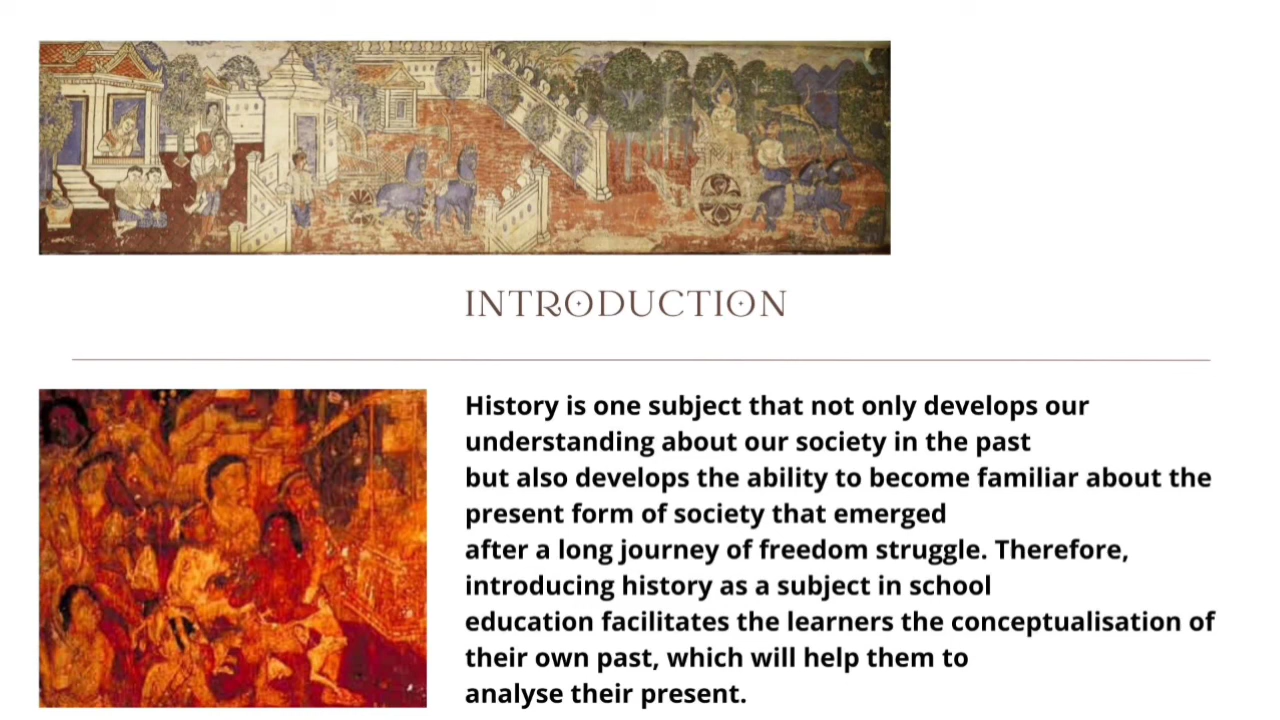 INTRODUCTION
History is one subject that not only develops our
understanding about our society in the past
but also develops the ability to become familiar about the
present form of society that emerged
after a long journey of freedom struggle. Therefore,
introducing history as a subject in school
education facilitates the learners the conceptualisation of
their own past, which will help them to
analyse their present.